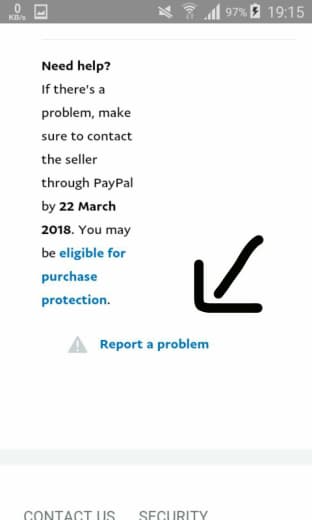 0
KB/s
97%
19:15
Need help?
If there's a
problem, make
sure to contact
the seller
through PayPal
by 22 March
2018. You may
be eligible for
purchase
protection.
Report a problem
CONTACT US SECURITY